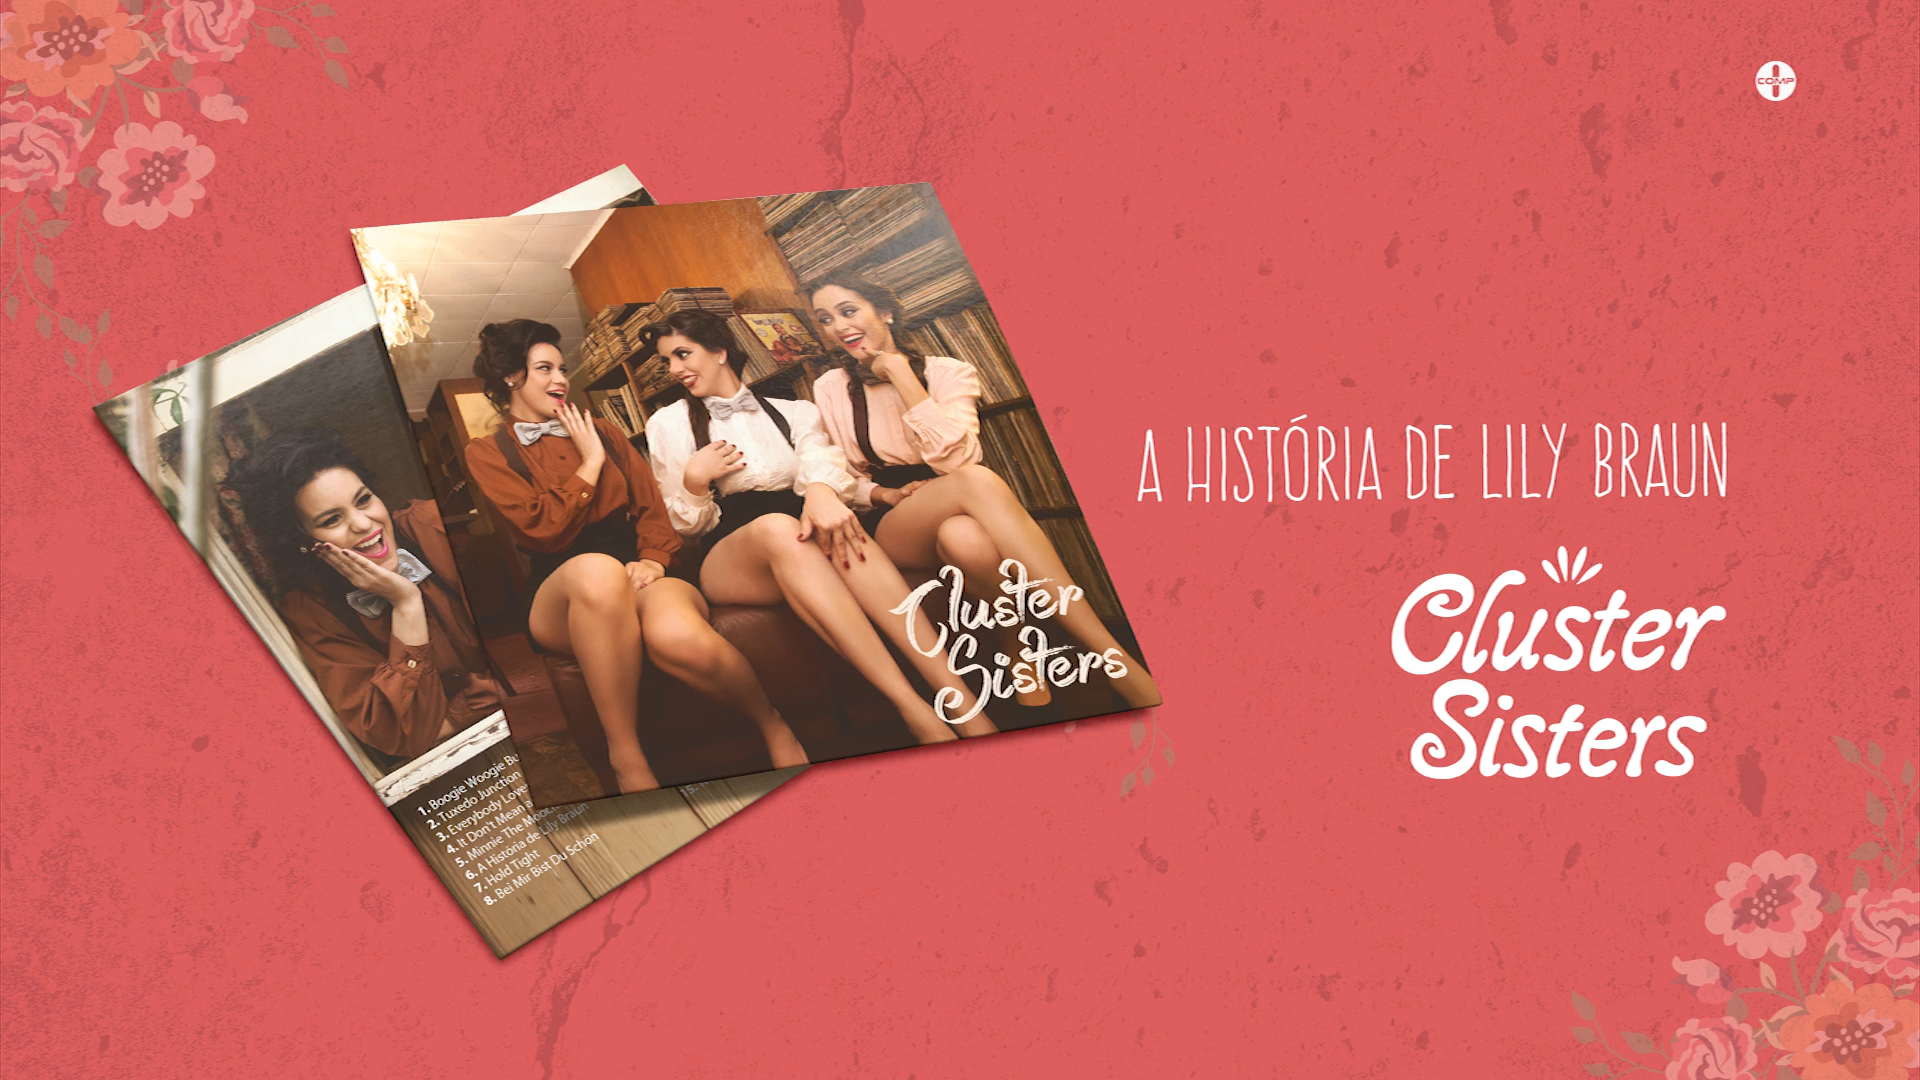 COMP
A HISTÓRIA DE LILY BRAUN
Cluster
Sisters
Cluster
Sisters
1. Boogie Woogie
2. Tuxedo Junction
3. Everybody Love
4. It Don't Mean a
5. Minnie The
6. A História de Lily Braun
7. Hold Tight
8. Bei Mir Bist Du Schön
15.